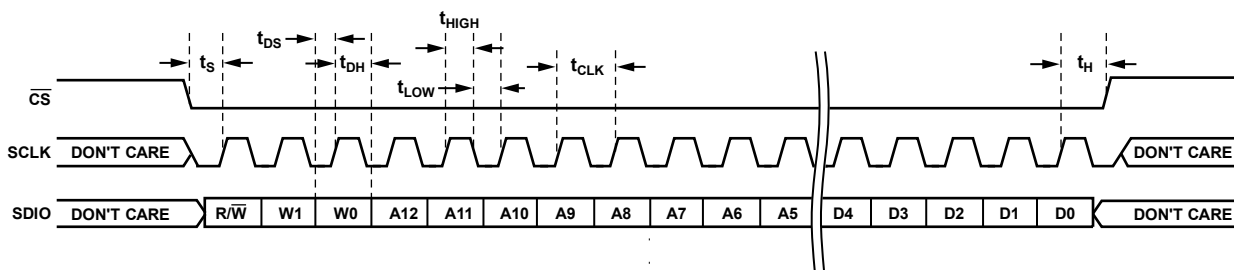 tHIGH
tDS
tS
tDH
tCLK
tH
tLOW
CS
SCLK DON'T CARE DON'T CARE
SDIO DON'T CARE R/W W1 W0 A12 A11 A10 A9 A8 A7 A6 A5 D4 D3 D2 D1 D0 DON'T CARE